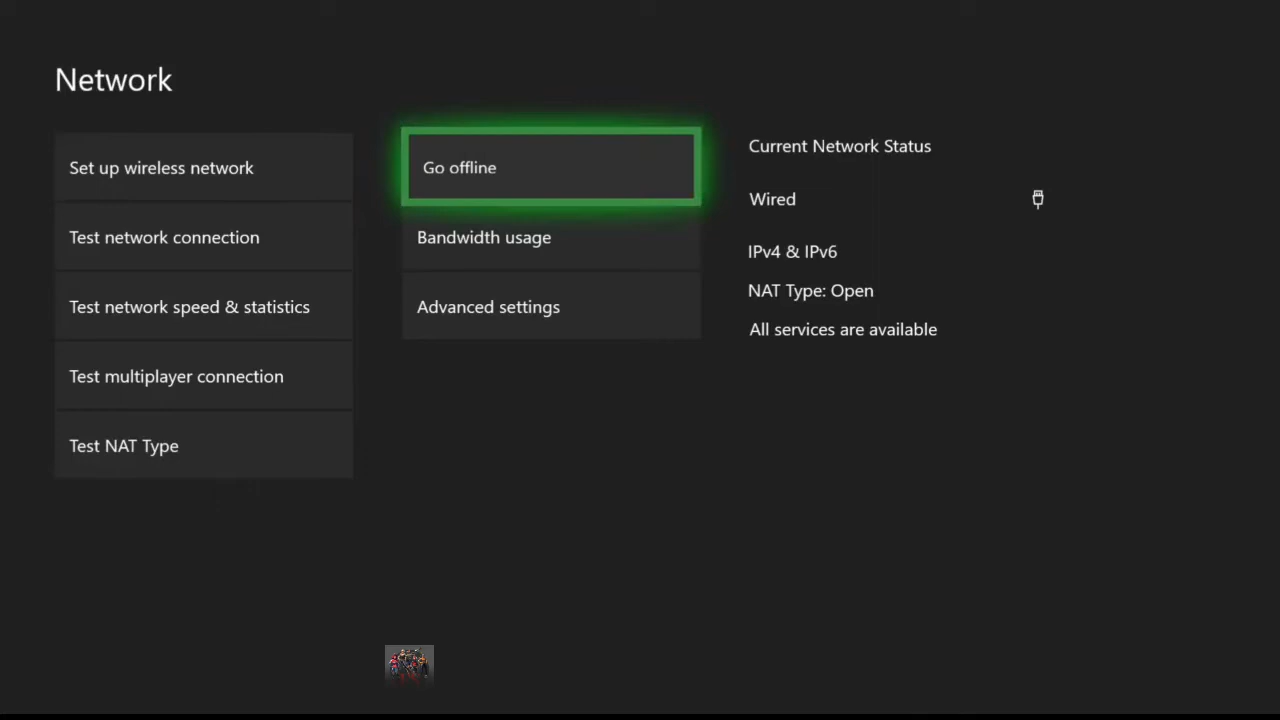 Network
Set up wireless network
Test network connection
Test network speed & statistics
Test multiplayer connection
Test NAT Type
Go offline
Bandwidth usage
Advanced settings
Current Network Status
Wired
IPv4 & IPv6
NAT Type: Open
All services are available